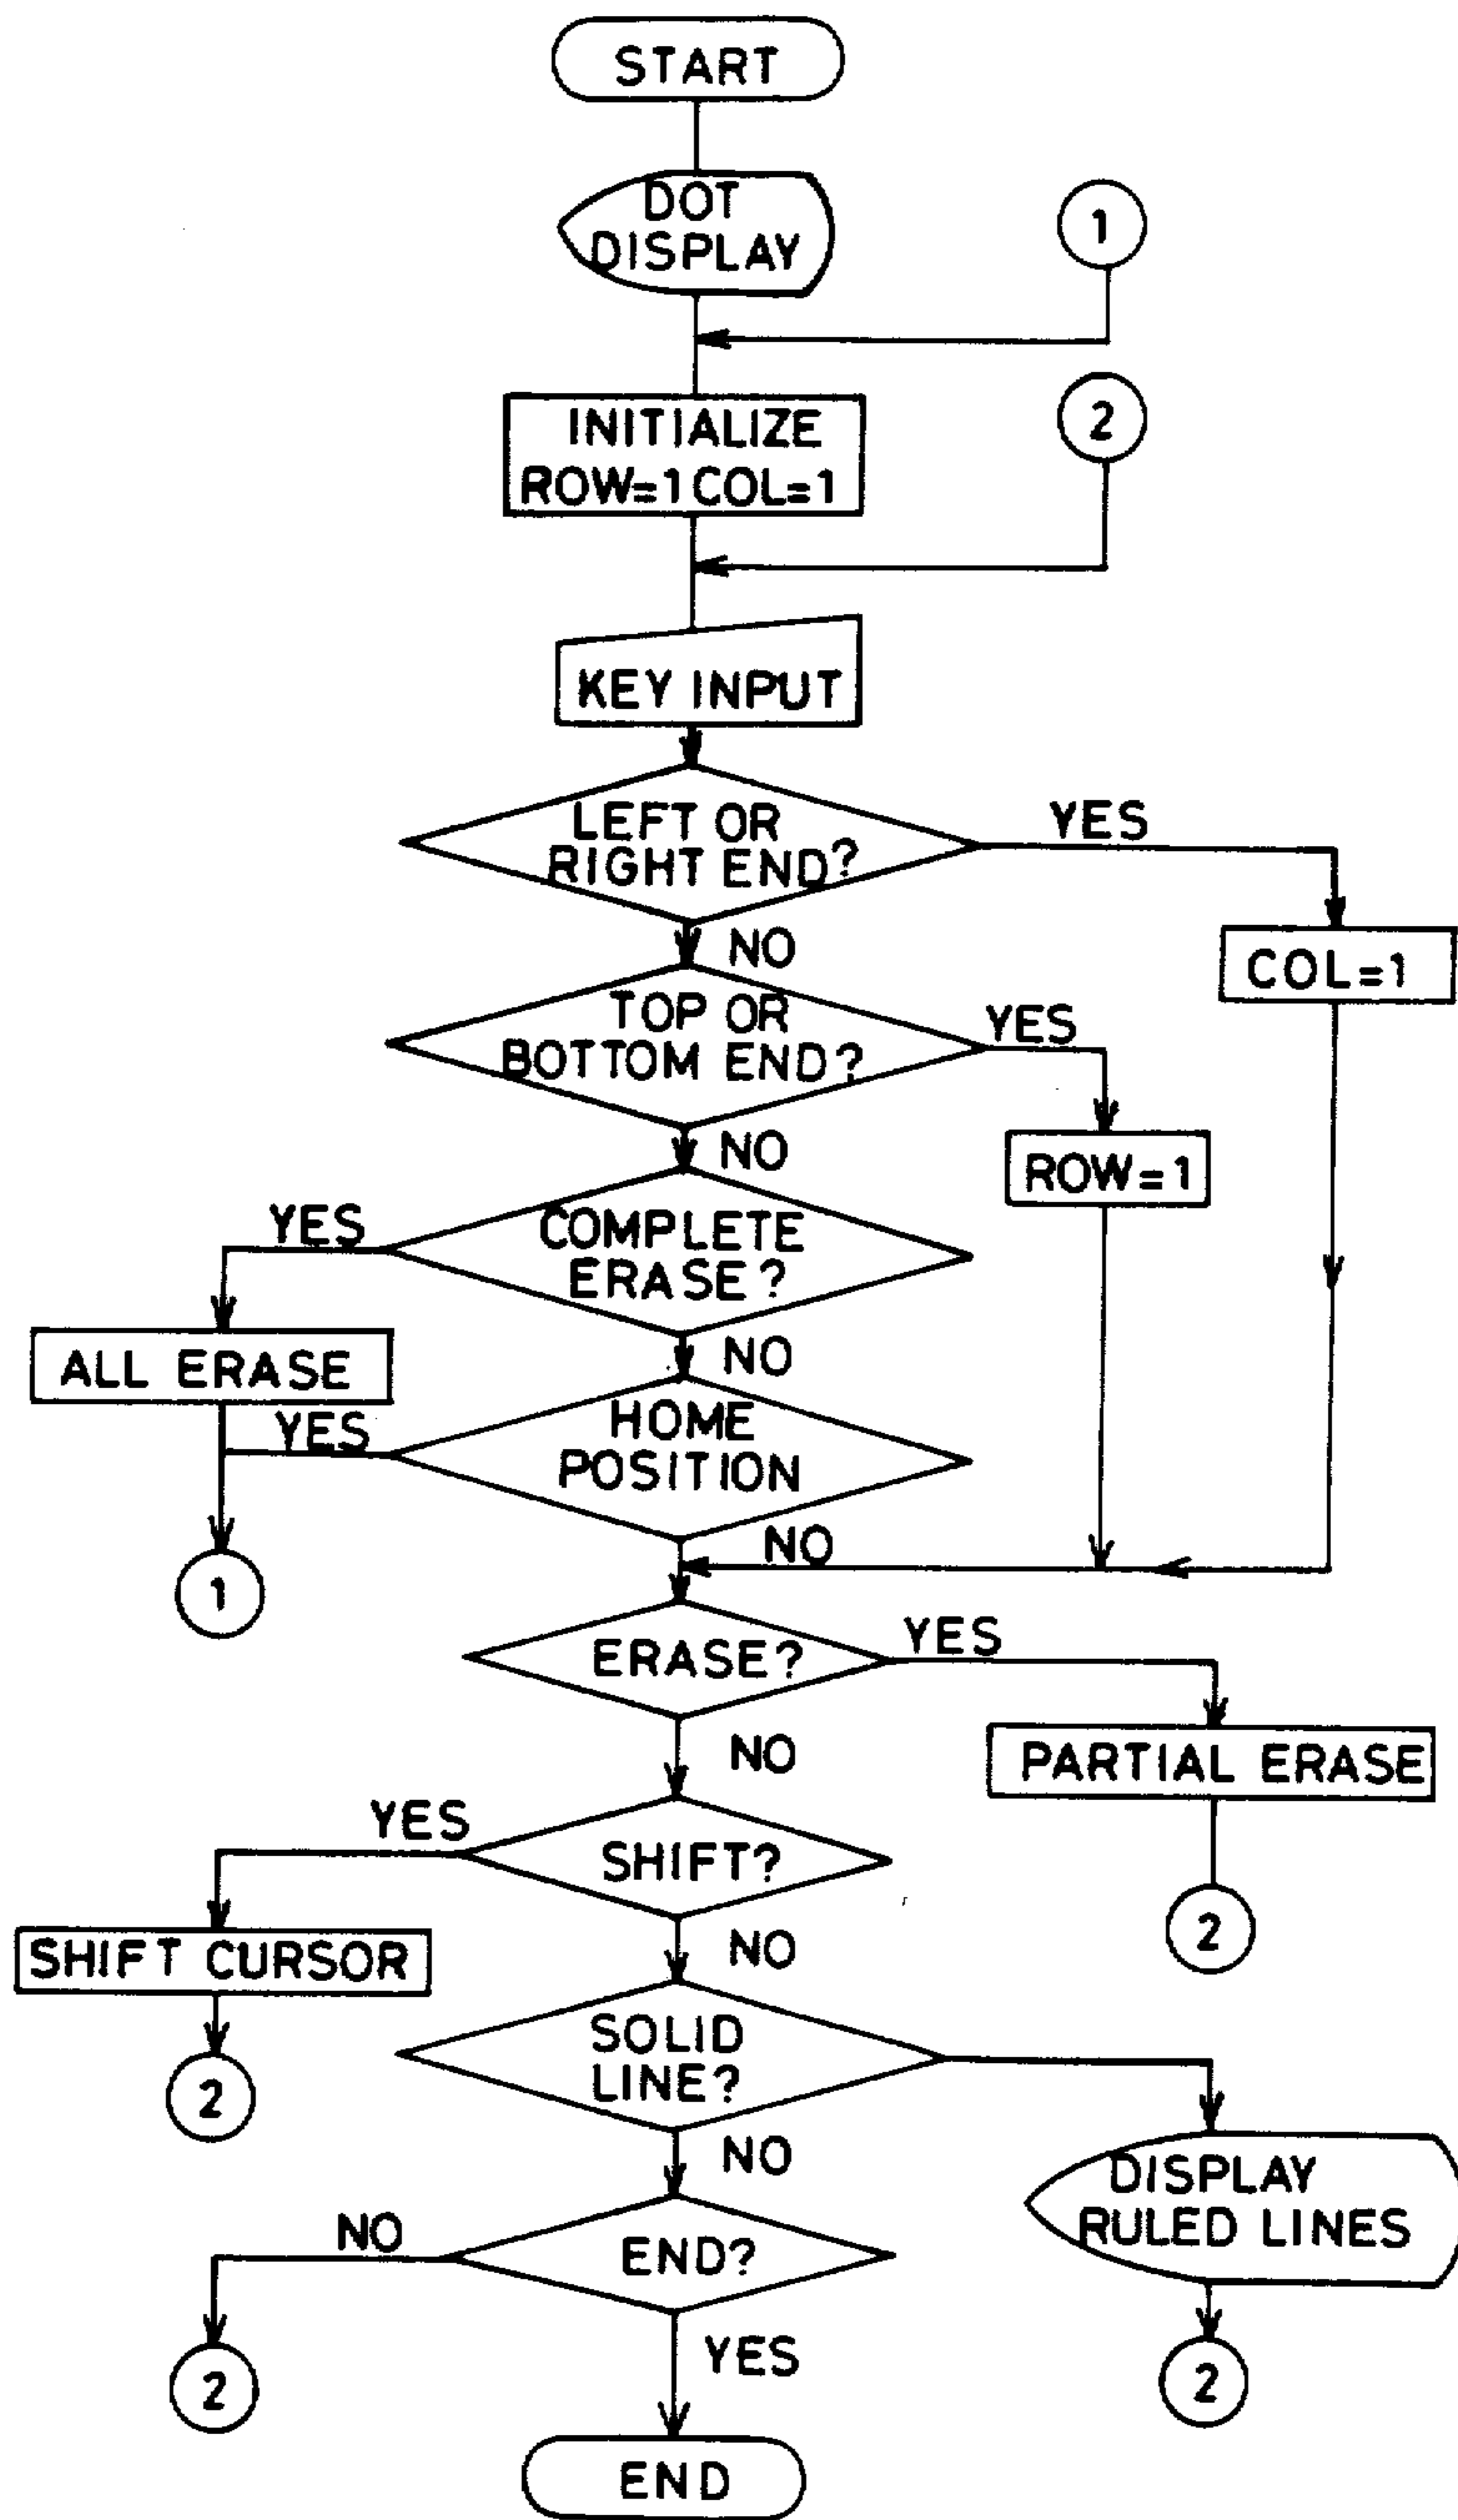 START
DOT
DISPLAY
1
INITIALIZE
ROW=1 COL=1
2
KEY INPUT
LEFT OR
RIGHT END?
YES
NO
COL=1
TOP OR
BOTTOM END?
YES
NO
ROW=1
COMPLETE
ERASE?
YES
NO
ALL ERASE
HOME
POSITION
YES
NO
1
ERASE?
YES
NO
PARTIAL ERASE
2
SHIFT?
YES
NO
SHIFT CURSOR
2
SOLID
LINE?
NO
DISPLAY
RULED LINES
2
END?
NO
2
YES
END